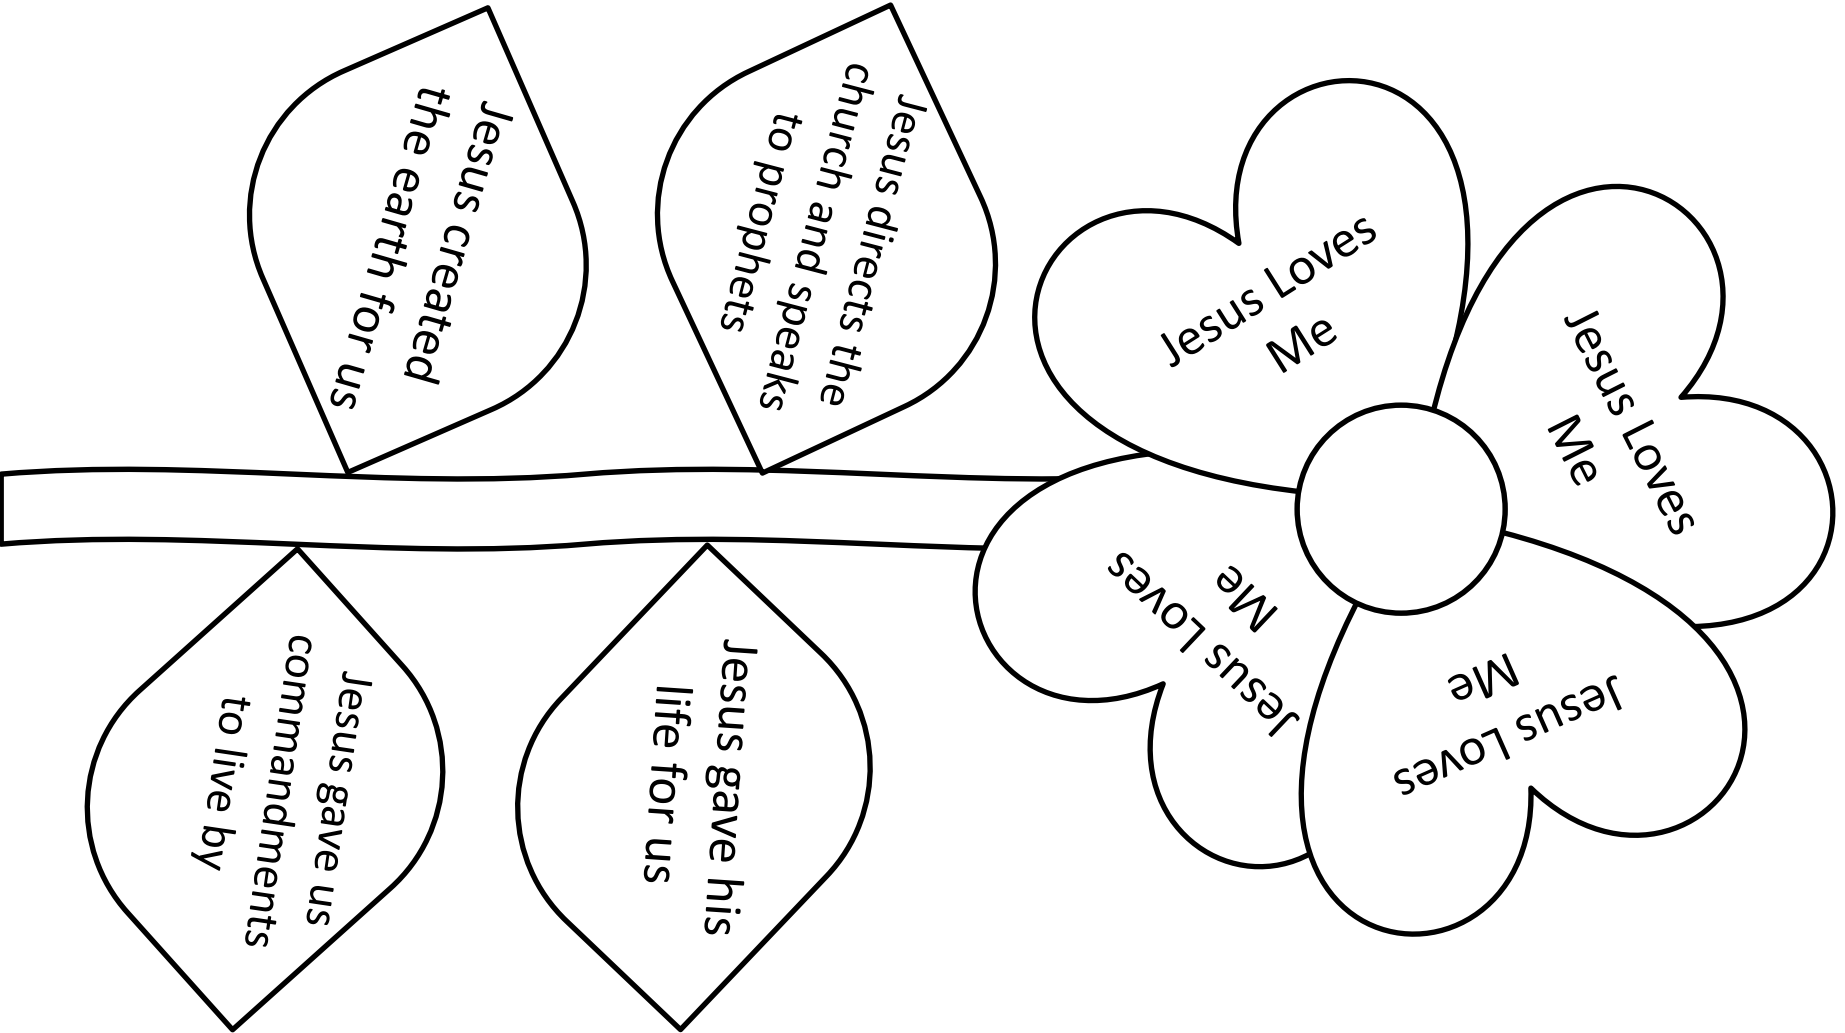 Jesus created
the earth for us
Jesus directs the
church and speaks
to prophets
Jesus Loves
Me
Jesus Loves
Me
Jesus Loves
Me
Jesus Loves
Me
Jesus gave us
commandments
to live by
Jesus gave his
life for us